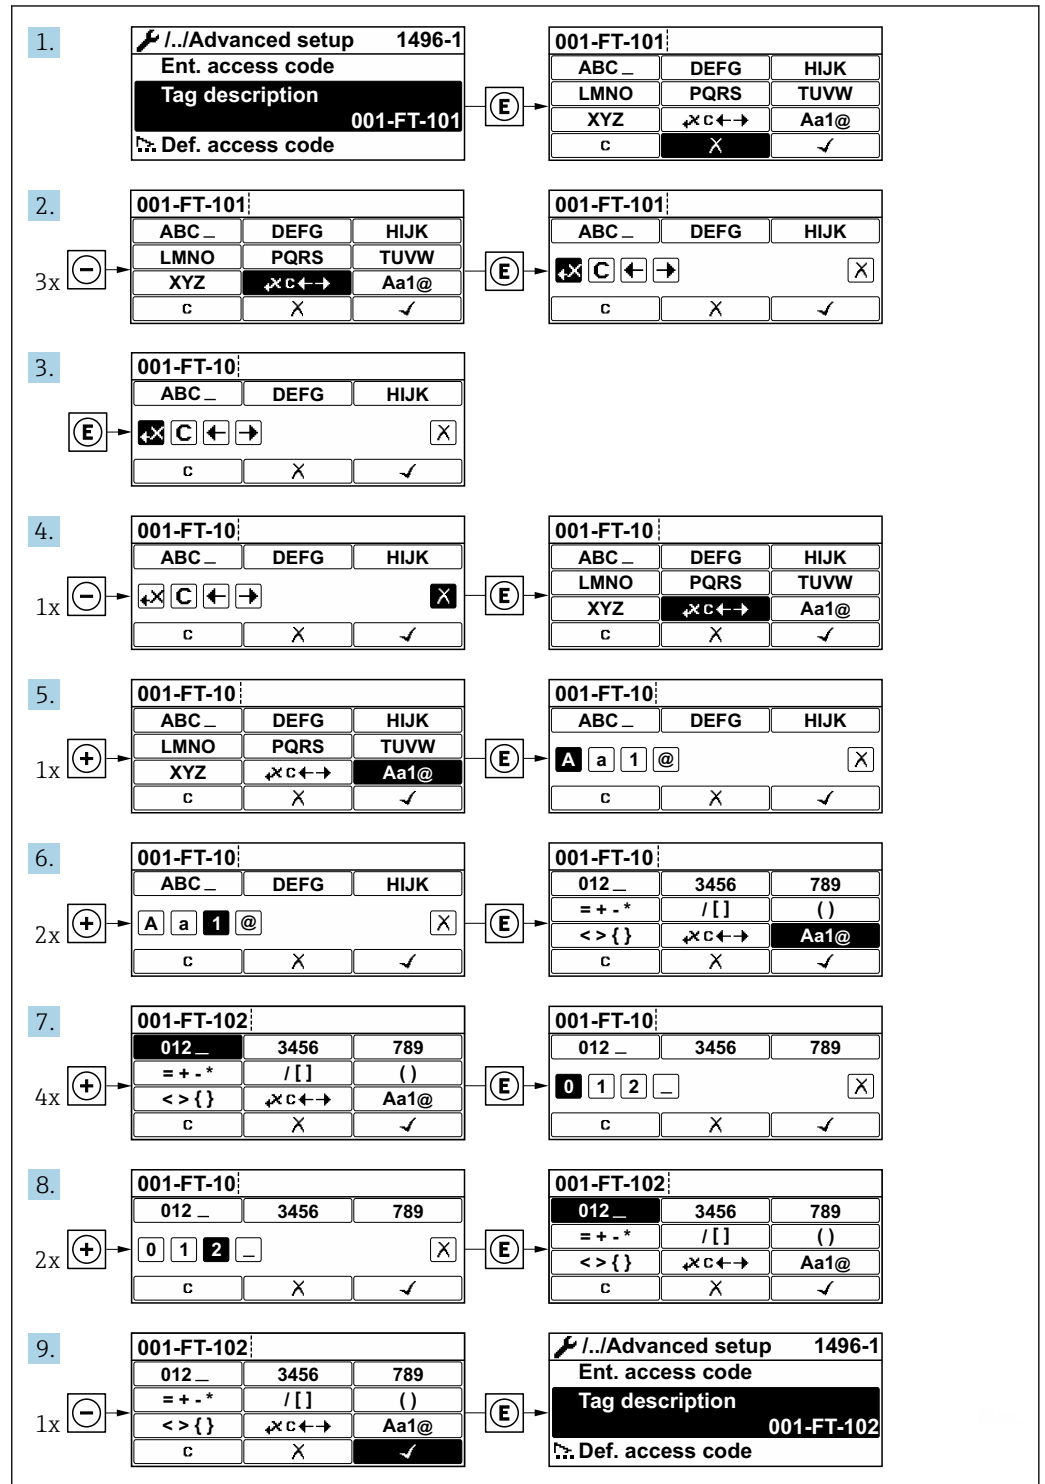 1.
/../Advanced setup 1496-1
Ent. access code
Tag description
001-FT-101
Def. access code
E
001-FT-101
ABC_ DEFG HIJK
LMNO PQRS TUVW
XYZ C Aa1@
C X ✓
2.
3x -
001-FT-101
ABC_ DEFG HIJK
LMNO PQRS TUVW
XYZ C Aa1@
C X ✓
E
001-FT-101
ABC_ DEFG HIJK
X C ← → X
C X ✓
3.
E
001-FT-10
ABC_ DEFG HIJK
X C ← → X
C X ✓
4.
1x -
001-FT-10
ABC_ DEFG HIJK
X C ← → X
C X ✓
E
001-FT-10
ABC_ DEFG HIJK
LMNO PQRS TUVW
XYZ C Aa1@
C X ✓
5.
1x +
001-FT-10
ABC_ DEFG HIJK
LMNO PQRS TUVW
XYZ C Aa1@
C X ✓
E
001-FT-10
ABC_ DEFG HIJK
A a 1 @ X
C X ✓
6.
2x +
001-FT-10
ABC_ DEFG HIJK
A a 1 @ X
C X ✓
E
001-FT-10
012_ 3456 789
= + - * / [ ] ( )
< > { } C Aa1@
C X ✓
7.
4x +
001-FT-102
012_ 3456 789
= + - * / [ ] ( )
< > { } C Aa1@
C X ✓
E
001-FT-10
012_ 3456 789
0 1 2 _ X
C X ✓
8.
2x +
001-FT-10
012_ 3456 789
0 1 2 _ X
C X ✓
E
001-FT-102
012_ 3456 789
= + - * / [ ] ( )
< > { } C Aa1@
C X ✓
9.
1x -
001-FT-102
012_ 3456 789
= + - * / [ ] ( )
< > { } C Aa1@
C X ✓
E
/../Advanced setup 1496-1
Ent. access code
Tag description
001-FT-102
Def. access code